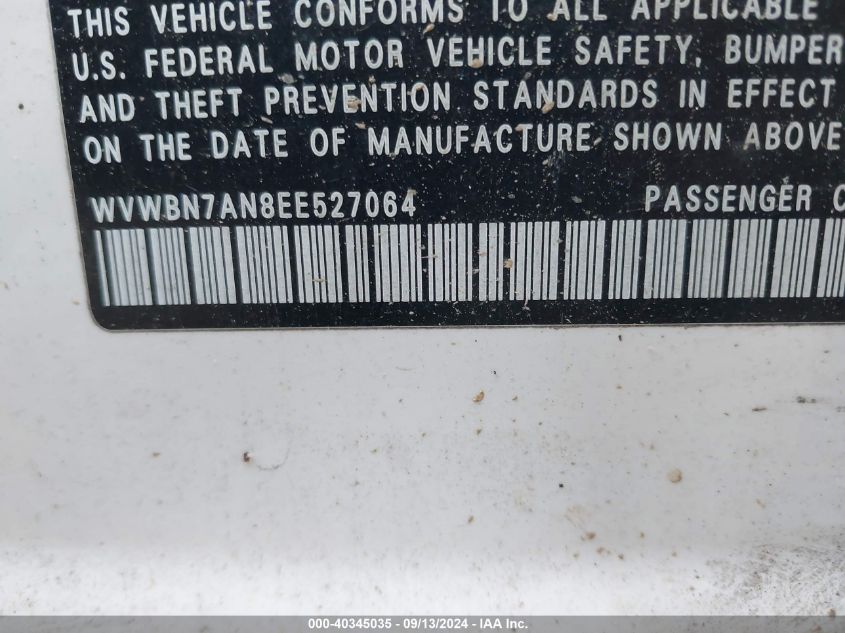 THIS VEHICLE CONFORMS TO ALL APPLICABLE
U.S. FEDERAL MOTOR VEHICLE SAFETY, BUMPER
AND THEFT PREVENTION STANDARDS IN EFFECT
ON THE DATE OF MANUFACTURE SHOWN ABOVE
WVWBN7AN8EE527064 PASSENGER C
000-40345035 - 09/13/2024 - IAA Inc.